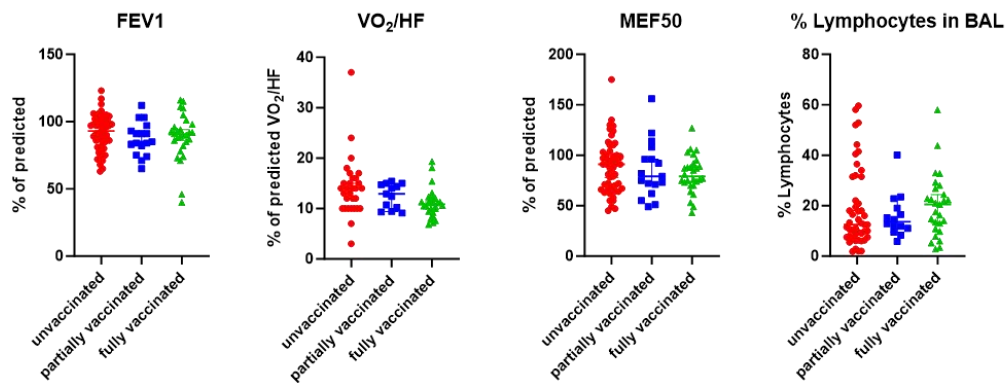 FEV1
% of predicted
150
100
50
0
unvaccinated
partially vaccinated
fully vaccinated
VO₂/HF
% of predicted VO₂/HF
40
30
20
10
0
unvaccinated
partially vaccinated
fully vaccinated
MEF50
% of predicted
200
150
100
50
0
unvaccinated
partially vaccinated
fully vaccinated
% Lymphocytes in BAL
% Lymphocytes
80
60
40
20
0
unvaccinated
partially vaccinated
fully vaccinated